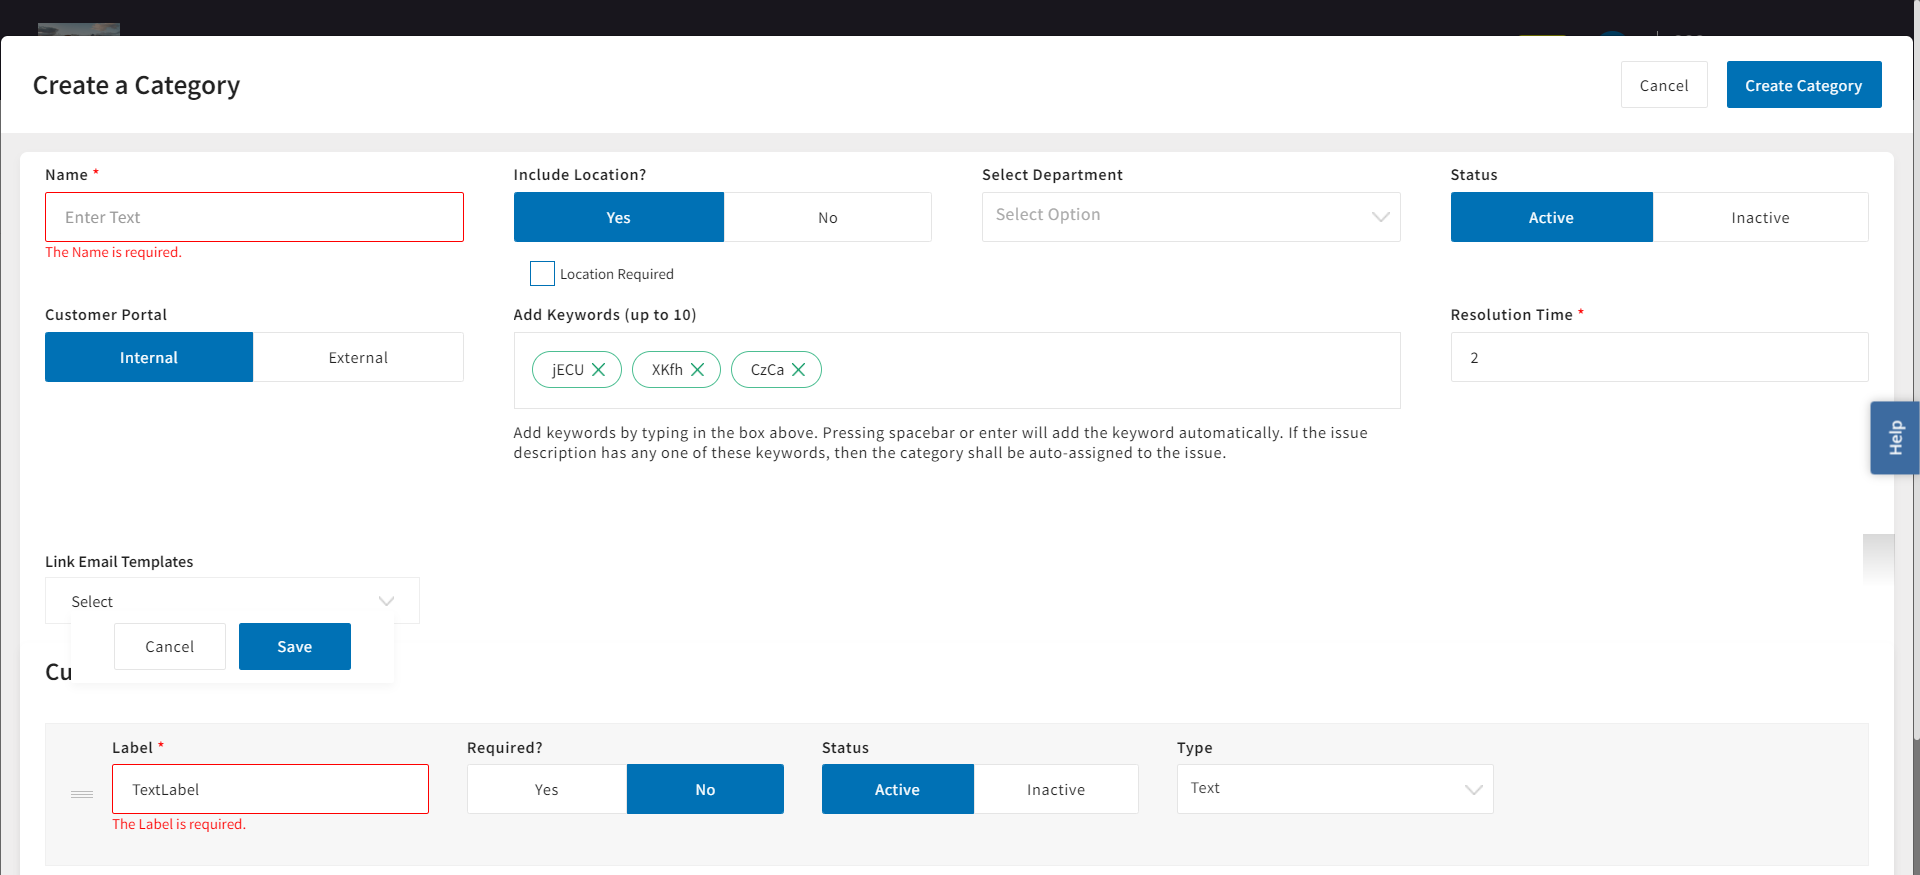 Create a Category
Cancel
Create Category
Name *
Enter Text
The Name is required.
Include Location?
Yes
No
Location Required
Select Department
Select Option
Status
Active
Inactive
Customer Portal
Internal
External
Add Keywords (up to 10)
jECU
XKfh
CzCa
Add keywords by typing in the box above. Pressing spacebar or enter will add the keyword automatically. If the issue
description has any one of these keywords, then the category shall be auto-assigned to the issue.
Resolution Time *
2
Help
Link Email Templates
Select
Cancel
Save
Cu
Label *
TextLabel
The Label is required.
Required?
Yes
No
Status
Active
Inactive
Type
Text